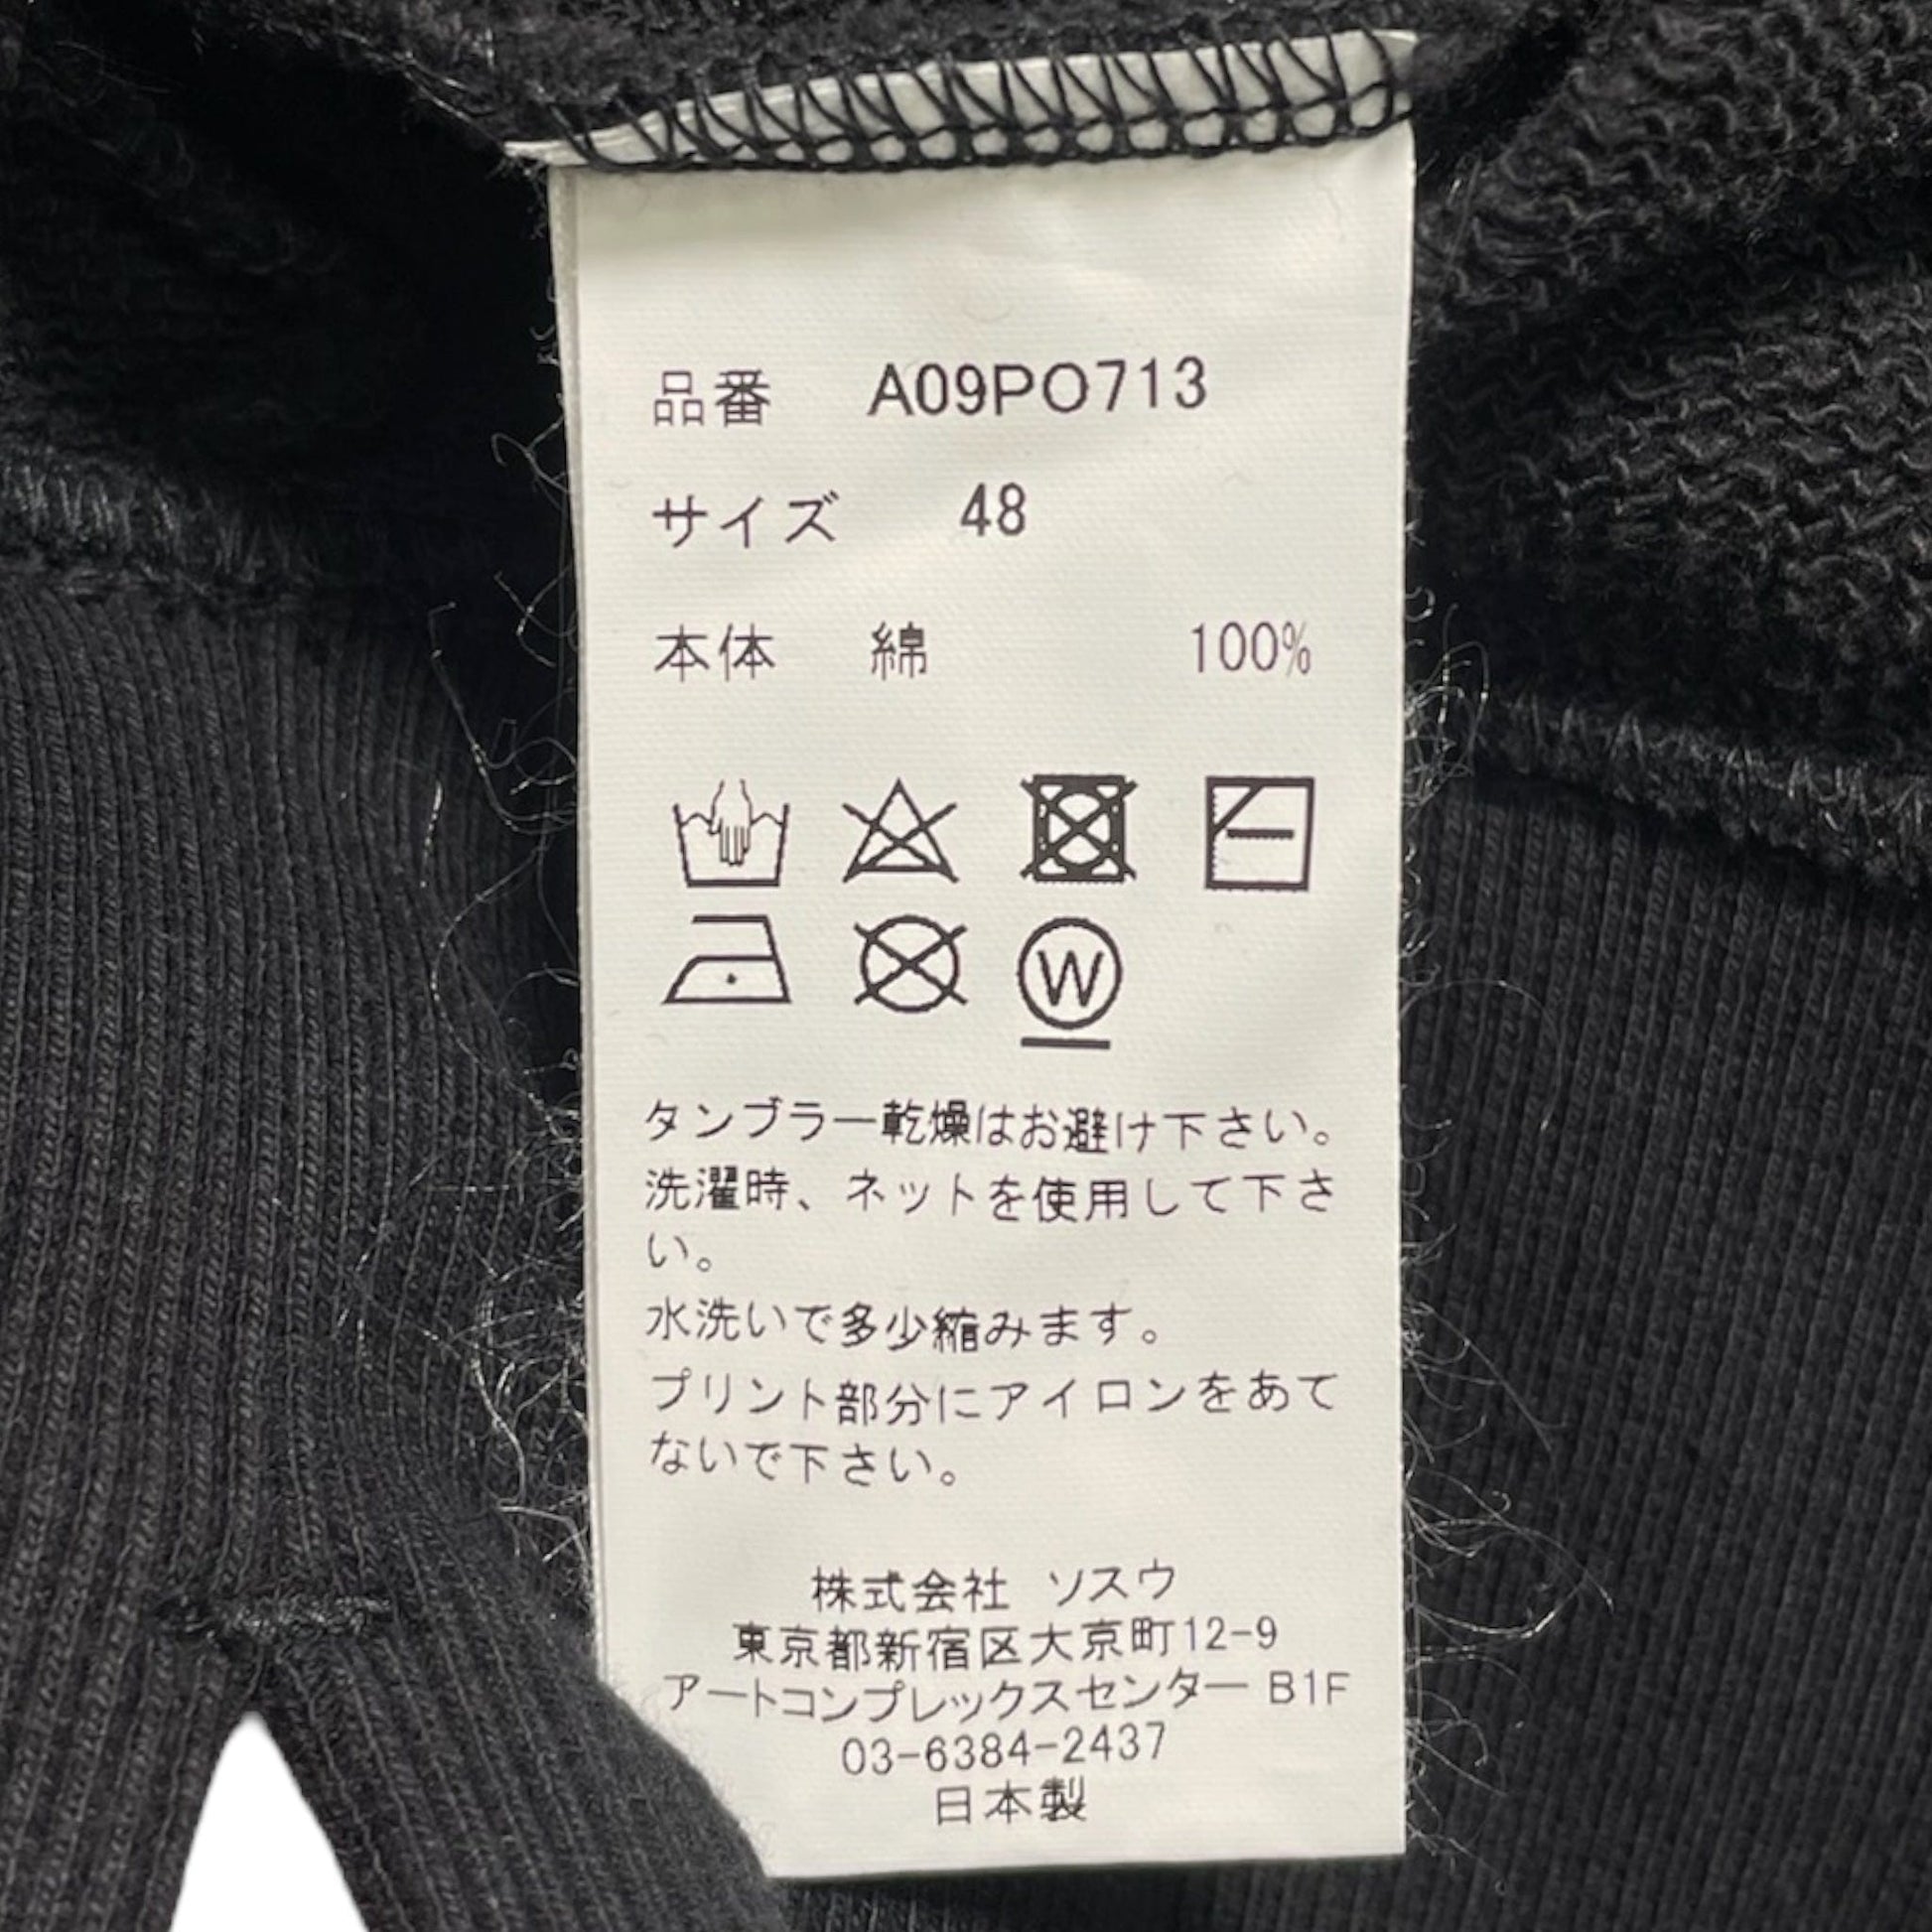 品番 A09PO713
サイズ 48
本体 綿 100%
W
タンブラー乾燥はお避け下さい。
洗濯時、ネットを使用して下さ
い。
水洗いで多少縮みます。
プリント部分にアイロンをあて
ないで下さい。
株式会社 ソスウ
東京都新宿区大京町12-9
アートコンプレックスセンター B1F
03-6384-2437
日本製